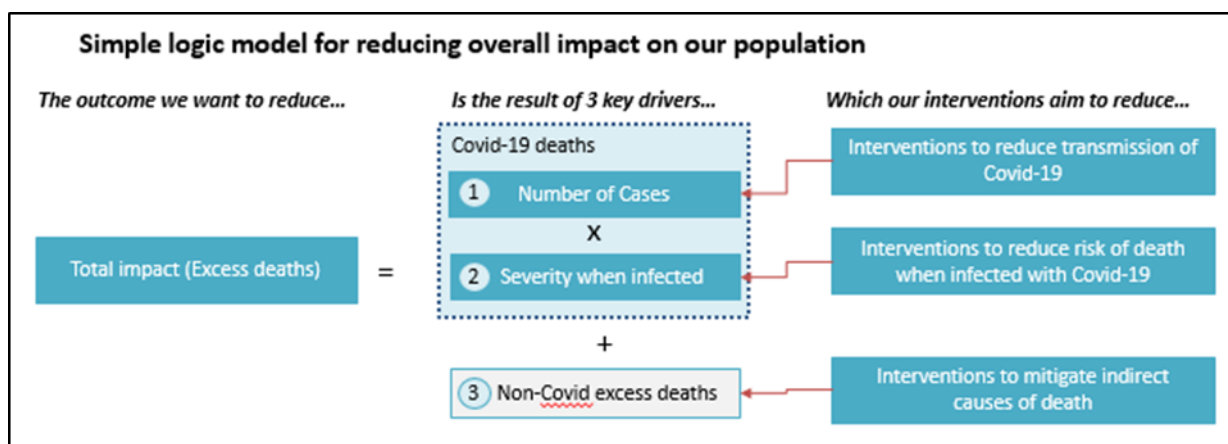 Simple logic model for reducing overall impact on our population
The outcome we want to reduce...
Is the result of 3 key drivers...
Which our interventions aim to reduce...
Covid-19 deaths
1 Number of Cases
x
2 Severity when infected
Total impact (Excess deaths)
=
+
3 Non-Covid excess deaths
Interventions to reduce transmission of
Covid-19
Interventions to reduce risk of death
when infected with Covid-19
Interventions to mitigate indirect
causes of death